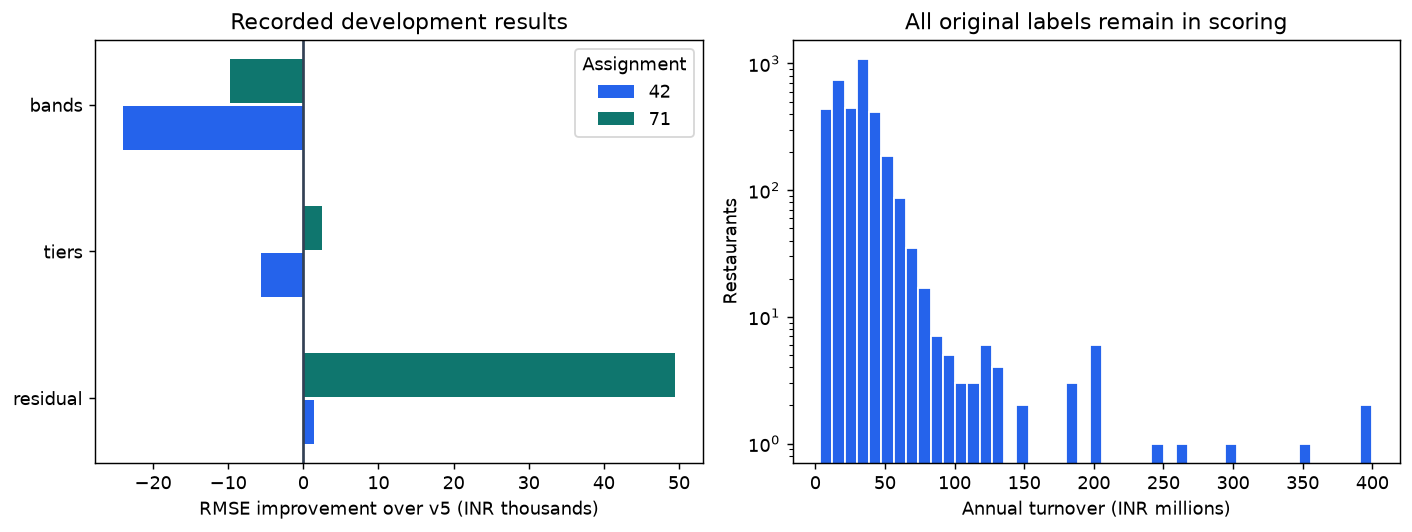 Recorded development results
Assignment
42
71
bands
tiers
residual
−20 −10 0 10 20 30 40 50
RMSE improvement over v5 (INR thousands)
All original labels remain in scoring
Restaurants
10³
10²
10¹
10⁰
0 50 100 150 200 250 300 350 400
Annual turnover (INR millions)